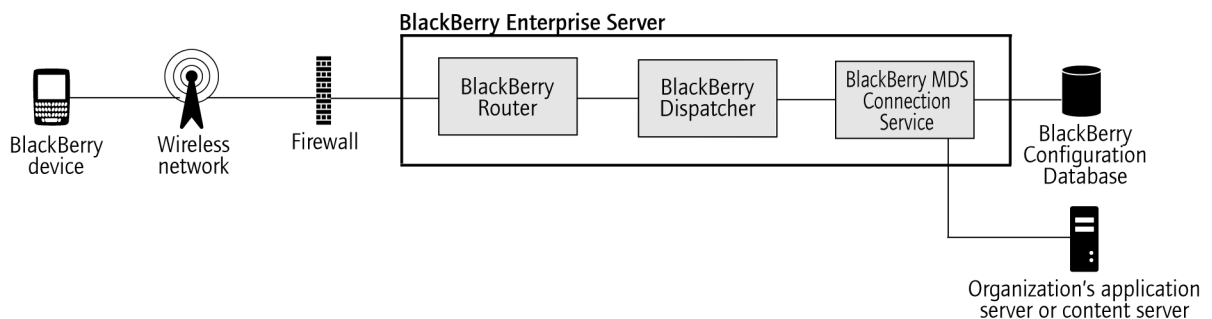 BlackBerry Enterprise Server
BlackBerry
device
Wireless
network
Firewall
BlackBerry
Router
BlackBerry
Dispatcher
BlackBerry MDS
Connection
Service
BlackBerry
Configuration
Database
Organization's application
server or content server